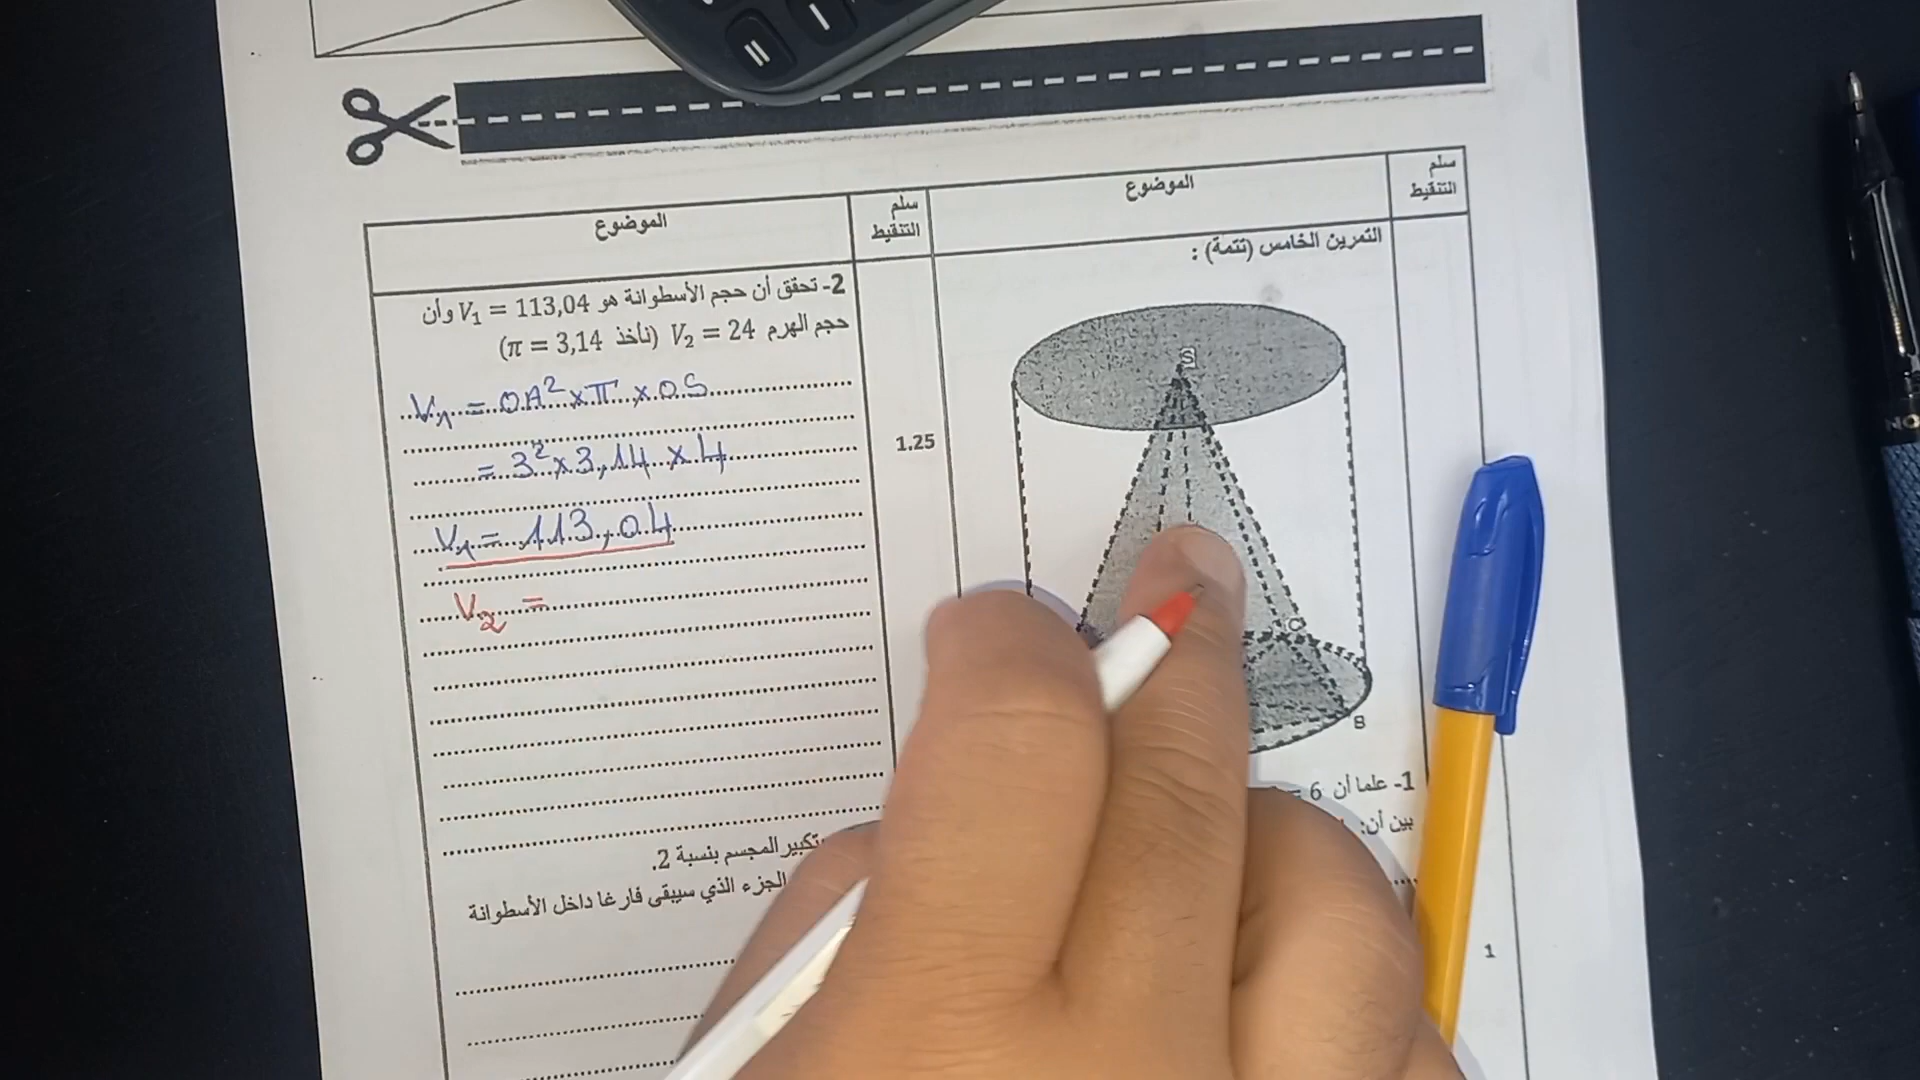 سلم
التنقيط
الموضوع
التمرين الخامس (تتمة) :
S
C
B
1- علما أن = 6
بين أن:
1
سلم
التنقيط
الموضوع
1.25
2- تحقق أن حجم الأسطوانة هو V₁ = 113,04 وأن
حجم الهرم V₂ = 24 (نأخذ π = 3,14)
V₁ = OA² x π x OS
= 3² x 3,14 x 4
V₁ = 113,04
V₂ =
تكبير المجسم بنسبة 2.
الجزء الذي سيبقى فارغا داخل الأسطوانة